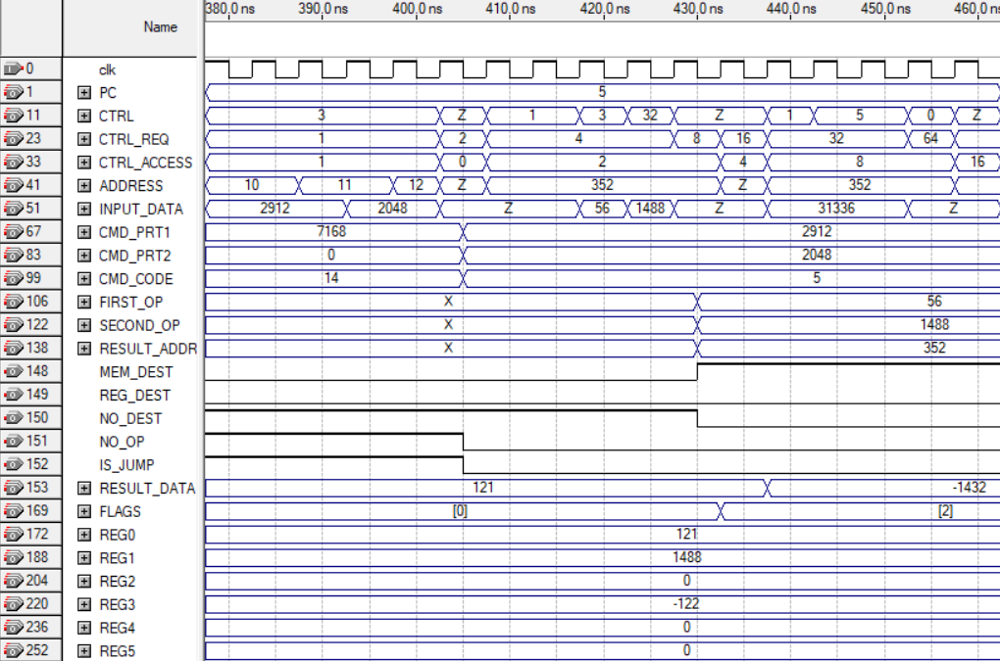 380.0 ns 390.0 ns 400.0 ns 410.0 ns 420.0 ns 430.0 ns 440.0 ns 450.0 ns 460.0 n
Name
0 clk
1 PC 5
11 CTRL 3 Z 1 3 32 Z 1 5 0 Z
23 CTRL_REQ 1 2 4 8 16 32 64
33 CTRL_ACCESS 1 0 2 4 8 16
41 ADDRESS 10 11 12 Z 352 Z 352
51 INPUT_DATA 2912 2048 Z 56 1488 Z 31336 Z
67 CMD_PRT1 7168 2912
83 CMD_PRT2 0 2048
99 CMD_CODE 14 5
106 FIRST_OP X 56
122 SECOND_OP X 1488
138 RESULT_ADDR X 352
148 MEM_DEST
149 REG_DEST
150 NO_DEST
151 NO_OP
152 IS_JUMP
153 RESULT_DATA 121 -1432
169 FLAGS [0] [2]
172 REG0 121
188 REG1 1488
204 REG2 0
220 REG3 -122
236 REG4 0
252 REG5 0